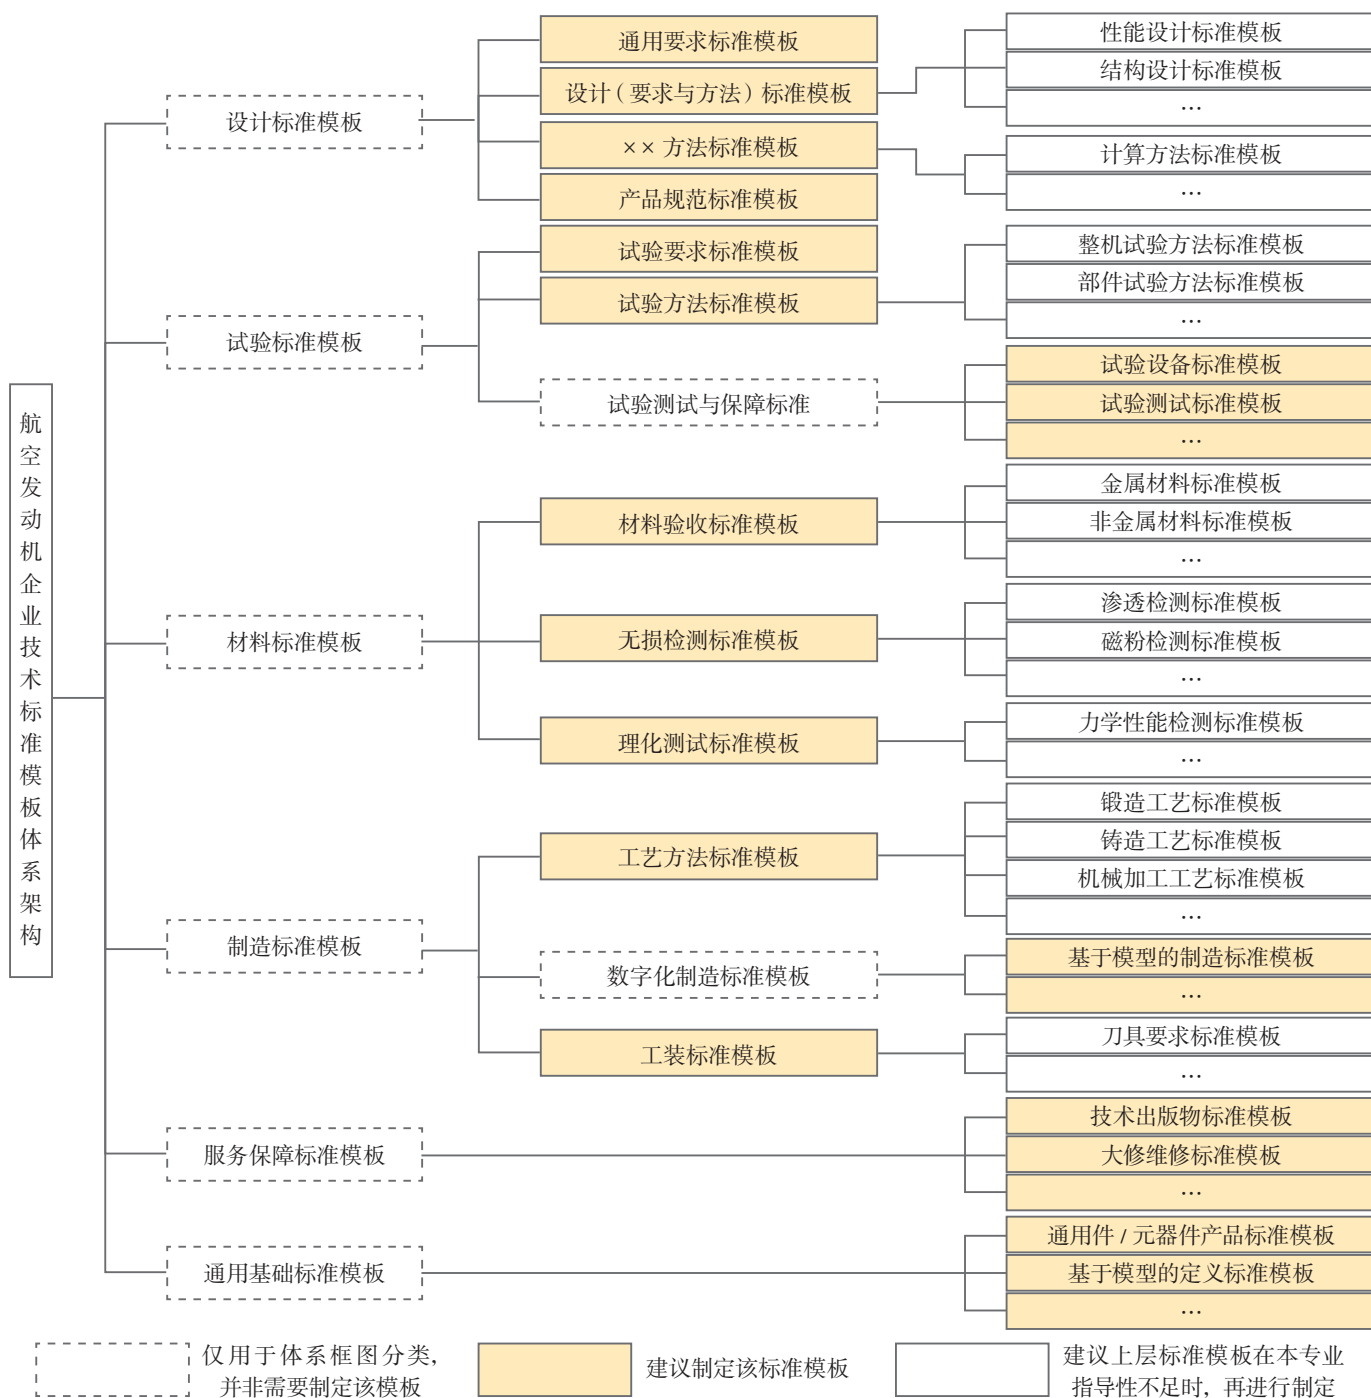 航空发动机企业技术标准模板体系架构
设计标准模板
通用要求标准模板
设计（要求与方法）标准模板
性能设计标准模板
结构设计标准模板
…
×× 方法标准模板
计算方法标准模板
…
产品规范标准模板
试验标准模板
试验要求标准模板
试验方法标准模板
整机试验方法标准模板
部件试验方法标准模板
…
试验测试与保障标准
试验设备标准模板
试验测试标准模板
…
材料标准模板
材料验收标准模板
金属材料标准模板
非金属材料标准模板
…
无损检测标准模板
渗透检测标准模板
磁粉检测标准模板
…
理化测试标准模板
力学性能检测标准模板
…
制造标准模板
工艺方法标准模板
锻造工艺标准模板
铸造工艺标准模板
机械加工工艺标准模板
…
数字化制造标准模板
基于模型的制造标准模板
…
工装标准模板
刀具要求标准模板
…
服务保障标准模板
技术出版物标准模板
大修维修标准模板
…
通用基础标准模板
通用件 / 元器件产品标准模板
基于模型的定义标准模板
…
仅用于体系框图分类，
并非需要制定该模板
建议制定该标准模板
建议上层标准模板在本专业
指导性不足时，再进行制定